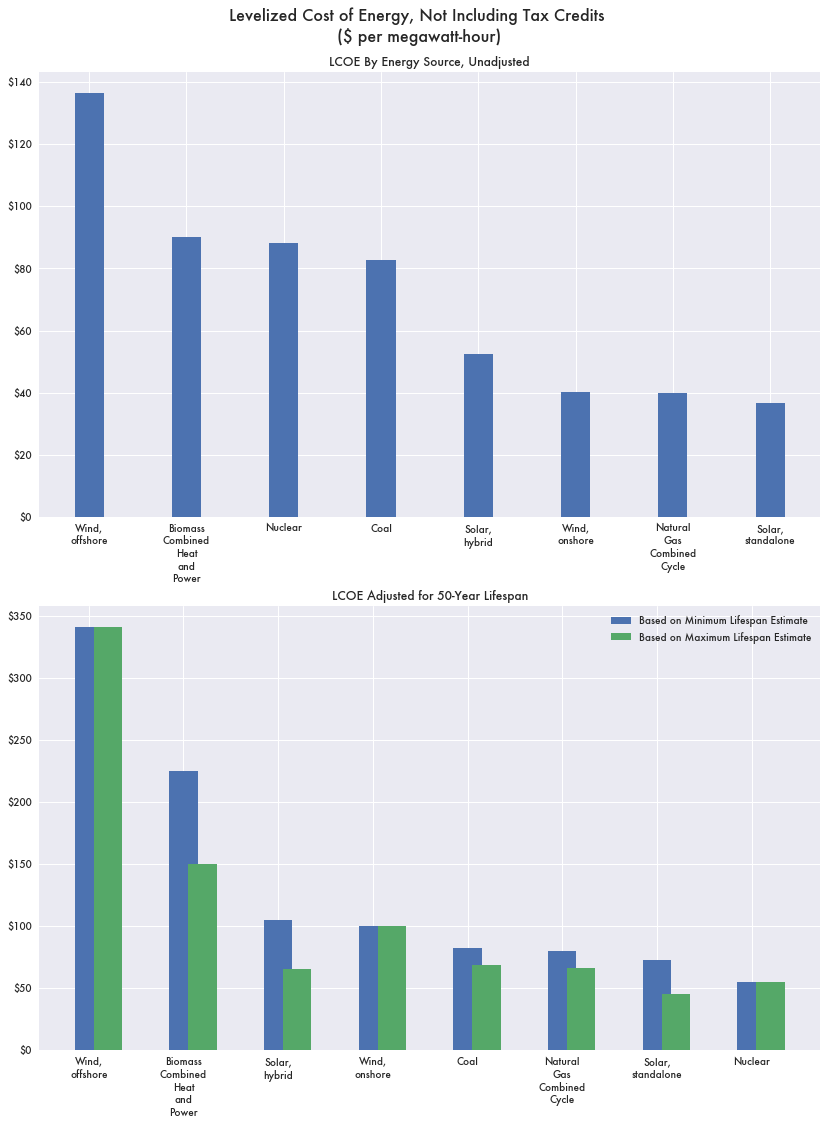 Levelized Cost of Energy, Not Including Tax Credits
($ per megawatt-hour)
LCOE By Energy Source, Unadjusted
$140
$120
$100
$80
$60
$40
$20
$0
Wind,
offshore
Biomass
Combined
Heat
and
Power
Nuclear
Coal
Solar,
hybrid
Wind,
onshore
Natural
Gas
Combined
Cycle
Solar,
standalone
LCOE Adjusted for 50-Year Lifespan
Based on Minimum Lifespan Estimate
Based on Maximum Lifespan Estimate
$350
$300
$250
$200
$150
$100
$50
$0
Wind,
offshore
Biomass
Combined
Heat
and
Power
Solar,
hybrid
Wind,
onshore
Coal
Natural
Gas
Combined
Cycle
Solar,
standalone
Nuclear